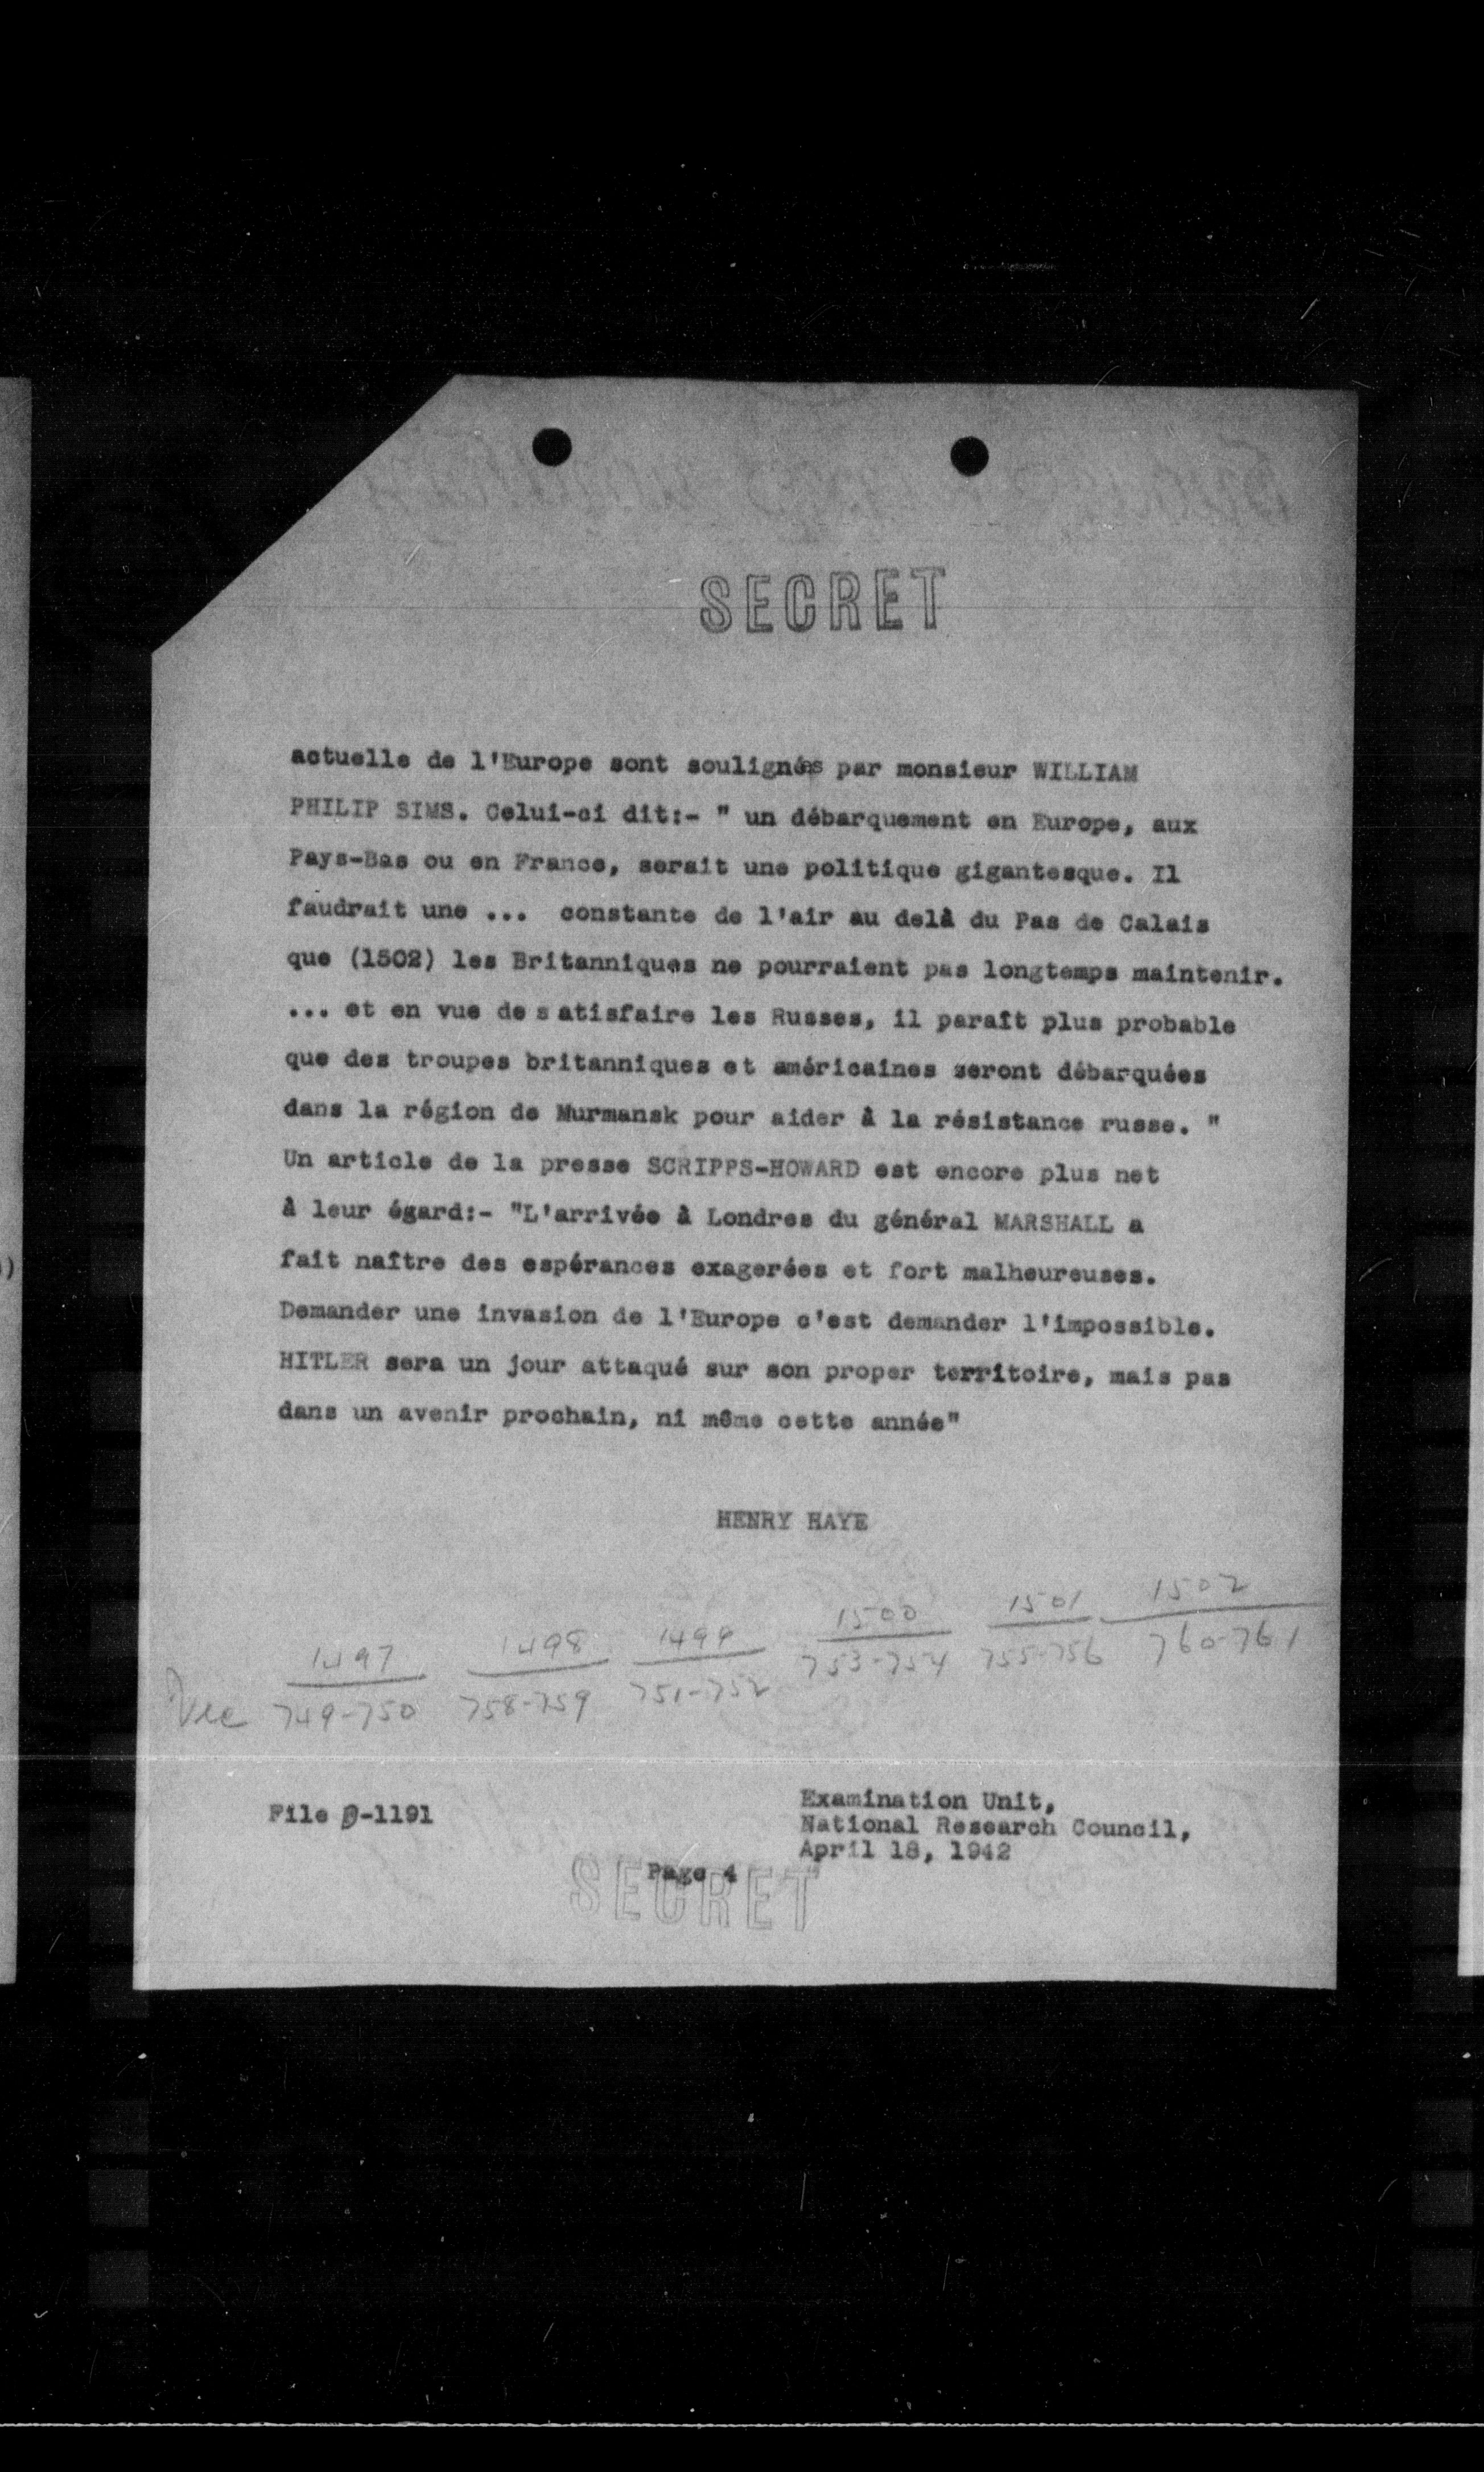 SECRET
actuelle de l'Europe sont soulignées par monsieur WILLIAM
PHILIP SIMS. Celui-ci dit:- " un débarquement en Europe, aux
Pays-Bas ou en France, serait une politique gigantesque. Il
faudrait une ... constante de l'air au delà du Pas de Calais
que (1502) les Britanniques ne pourraient pas longtemps maintenir.
... et en vue de satisfaire les Russes, il paraît plus probable
que des troupes britanniques et américaines seront débarquées
dans la région de Murmansk pour aider à la résistance russe. "
Un article de la presse SCRIPPS-HOWARD est encore plus net
à leur égard:- "L'arrivée à Londres du général MARSHALL a
fait naître des espérances exagerées et fort malheureuses.
Demander une invasion de l'Europe c'est demander l'impossible.
HITLER sera un jour attaqué sur son proper territoire, mais pas
dans un avenir prochain, ni même cette année"
HENRY HAYE
1497 1498 1499 1500 1501 1502
749-750 758-759 751-752 753-754 755-756 760-761
File -1191
Examination Unit,
National Research Council,
April 18, 1942
Page 4
SECRET